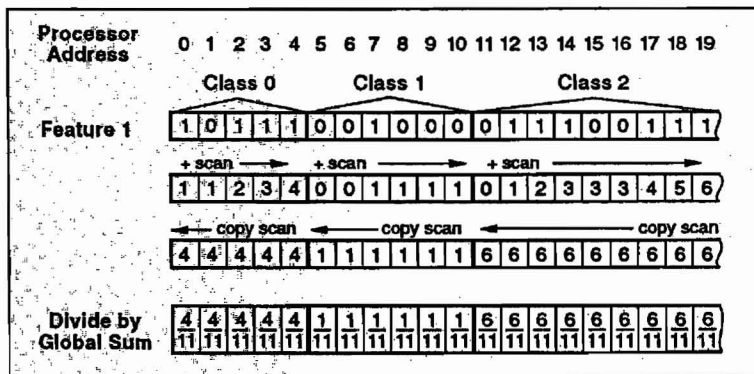 Processor Address 0 1 2 3 4 5 6 7 8 9 10 11 12 13 14 15 16 17 18 19
Class 0 Class 1 Class 2
Feature 1 1 0 1 1 1 0 0 1 0 0 0 0 1 1 1 0 0 1 1 1
+ scan + scan + scan
1 1 2 3 4 0 0 1 1 1 1 0 1 2 3 3 3 4 5 6
copy scan copy scan copy scan
4 4 4 4 4 1 1 1 1 1 1 6 6 6 6 6 6 6 6 6
Divide by Global Sum 4/11 4/11 4/11 4/11 4/11 1/11 1/11 1/11 1/11 1/11 1/11 6/11 6/11 6/11 6/11 6/11 6/11 6/11 6/11 6/11